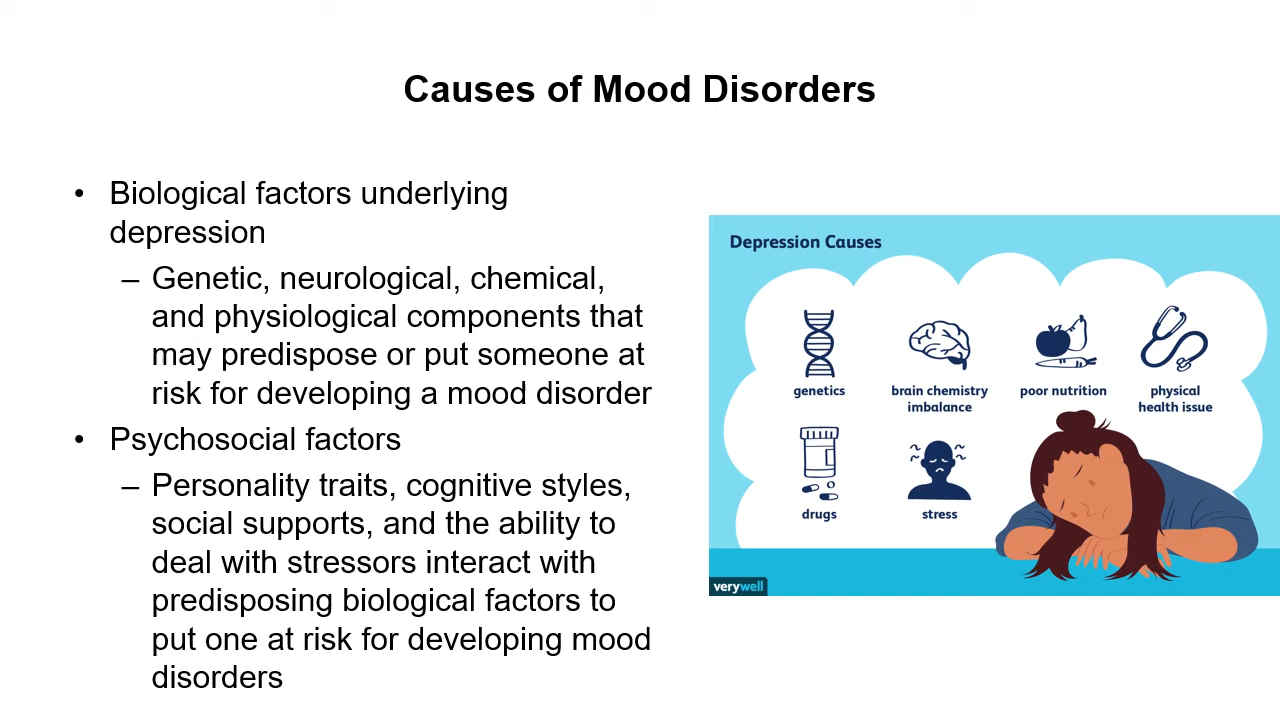 Causes of Mood Disorders
• Biological factors underlying
depression
– Genetic, neurological, chemical,
and physiological components that
may predispose or put someone at
risk for developing a mood disorder
• Psychosocial factors
– Personality traits, cognitive styles,
social supports, and the ability to
deal with stressors interact with
predisposing biological factors to
put one at risk for developing mood
disorders
Depression Causes
genetics
brain chemistry
imbalance
poor nutrition
physical
health issue
drugs
stress
verywell